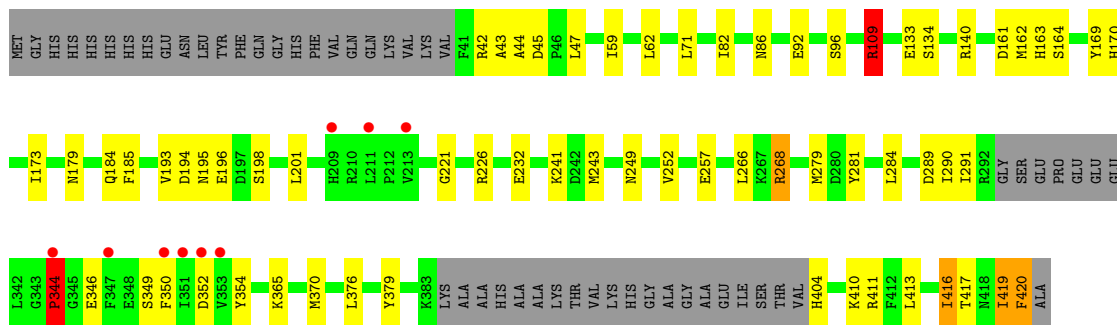 MET GLY HIS HIS HIS HIS HIS HIS GLU ASN LEU TYR PHE GLN GLY HIS PHE VAL GLN GLN LYS VAL LYS VAL F41 R42 A43 A44 D45 P46 L47 I59 L62 L71 I82 N86 E92 S96 R109 E133 S134 R140 D161 M162 H163 S164 Y169 H170
I173 N179 Q184 F185 V193 D194 N195 E196 D197 S198 L201 H209 R210 L211 P212 V213 G221 R226 E232 K241 D242 M243 N249 V252 E257 L266 K267 R268 M279 D280 Y281 L284 D289 I290 I291 R292 GLY SER GLU PRO GLU GLU GLU
L342 G343 P344 G345 E346 F347 E348 S349 F350 I351 D352 V353 Y354 K365 M370 L376 Y379 K383 LYS ALA ALA HIS ALA ALA LYS THR VAL LYS HIS GLY ALA GLY ALA GLU ILE SER THR VAL H404 K410 R411 F412 L413 I416 T417 N418 I419 F420 ALA